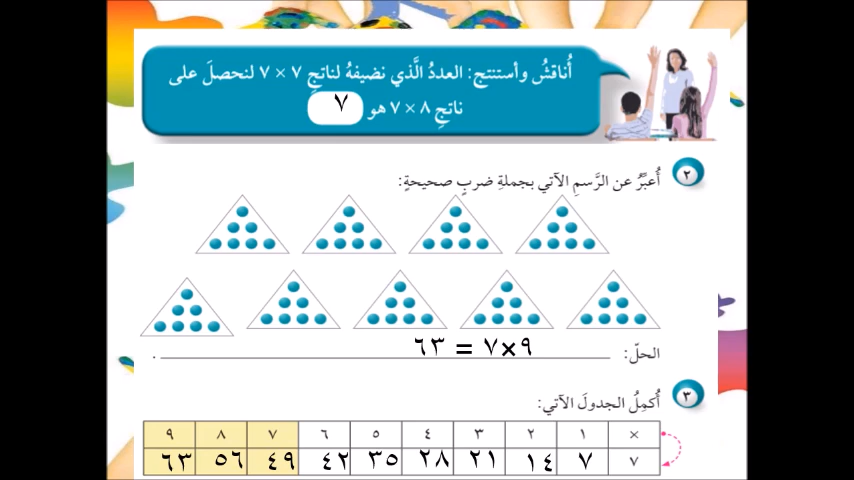 أُناقشُ وأستنتج: العددُ الَّذي نضيفهُ لناتجِ ٧ × ٧ لنحصلَ على
ناتجِ ٨ × ٧ هو ٧
٢ أُعبِّرُ عن الرَّسمِ الآتي بجملةِ ضربٍ صحيحةٍ:
الحلّ: ٩×٧ = ٦٣ .
٣ أُكمِلُ الجدولَ الآتي:
× ١ ٢ ٣ ٤ ٥ ٦ ٧ ٨ ٩
٧ ٧ ١٤ ٢١ ٢٨ ٣٥ ٤٢ ٤٩ ٥٦ ٦٣